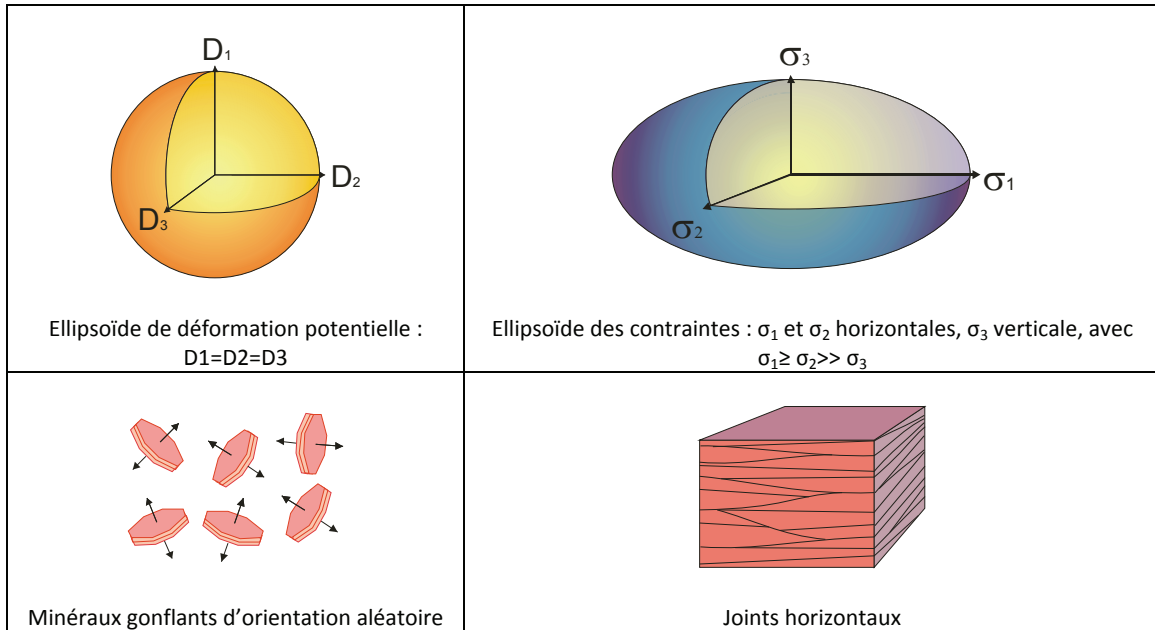 D1
D2
D3
σ3
σ1
σ2
Ellipsoïde de déformation potentielle :
D1=D2=D3
Ellipsoïde des contraintes : σ1 et σ2 horizontales, σ3 verticale, avec
σ1≥ σ2>> σ3
Minéraux gonflants d’orientation aléatoire
Joints horizontaux